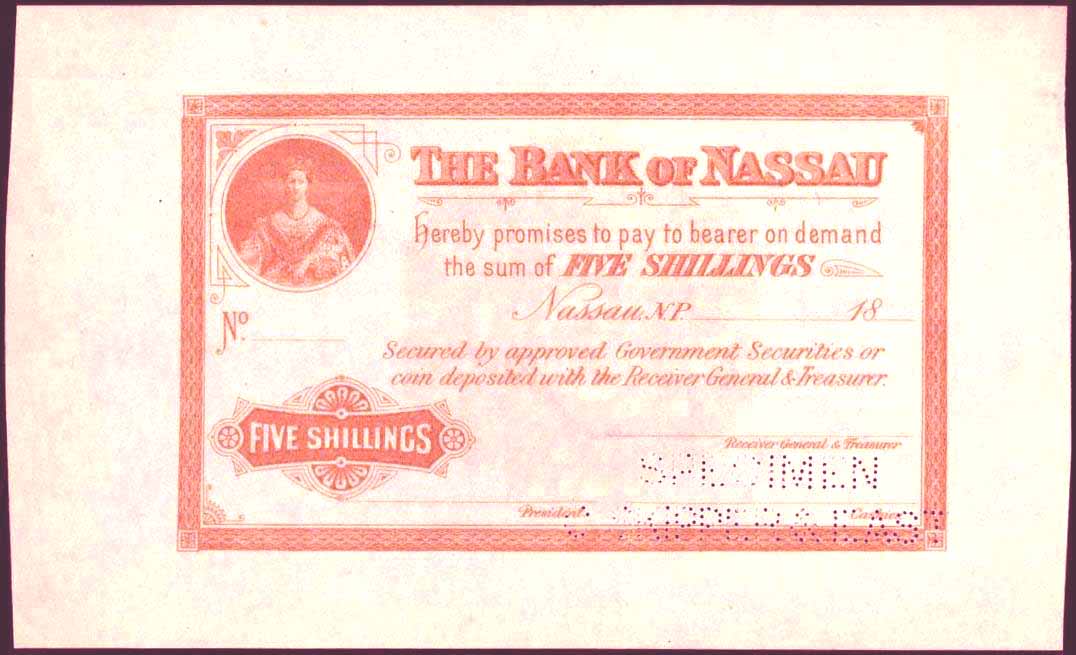 THE BANK OF NASSAU
Hereby promises to pay to bearer on demand
the sum of FIVE SHILLINGS
Nassau, N.P. 18
No.
Secured by approved Government Securities or
coin deposited with the Receiver General & Treasurer.
FIVE SHILLINGS
Receiver General & Treasurer
SPECIMEN
President Cashier
& EAST